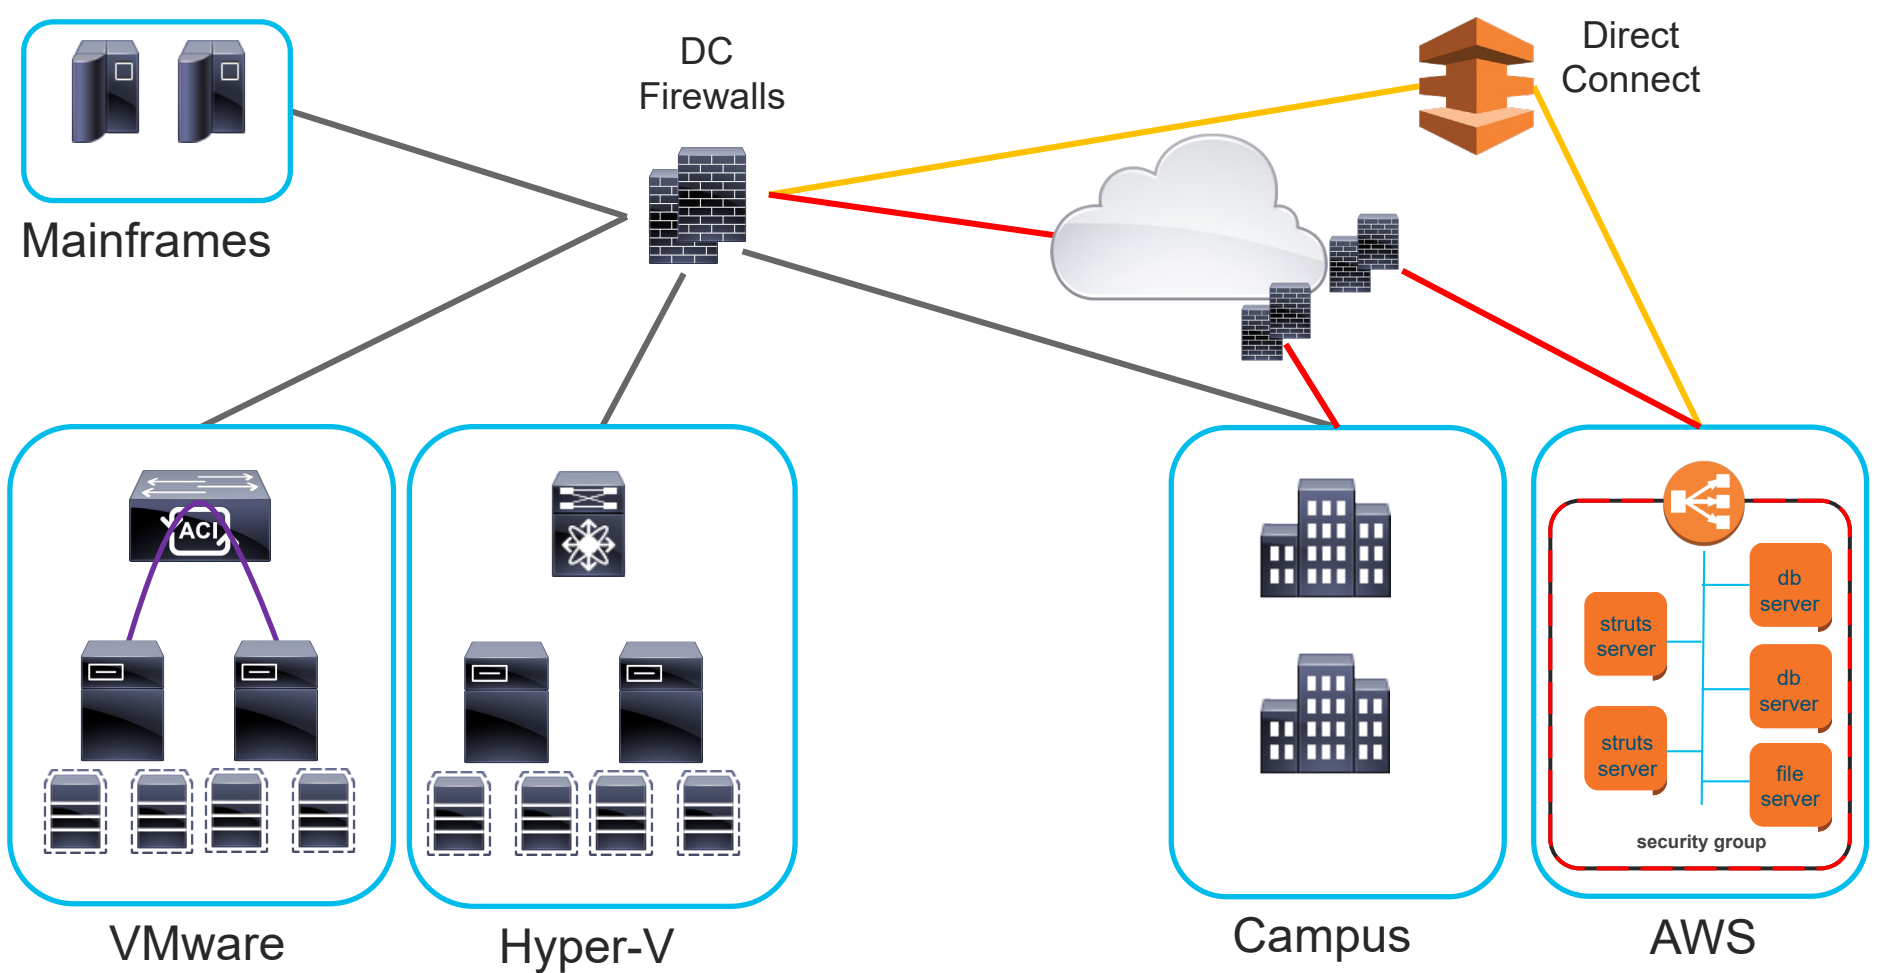 DC
Firewalls
Direct
Connect
Mainframes
ACI
db
server
struts
server
db
server
struts
server
file
server
security group
VMware
Hyper-V
Campus
AWS